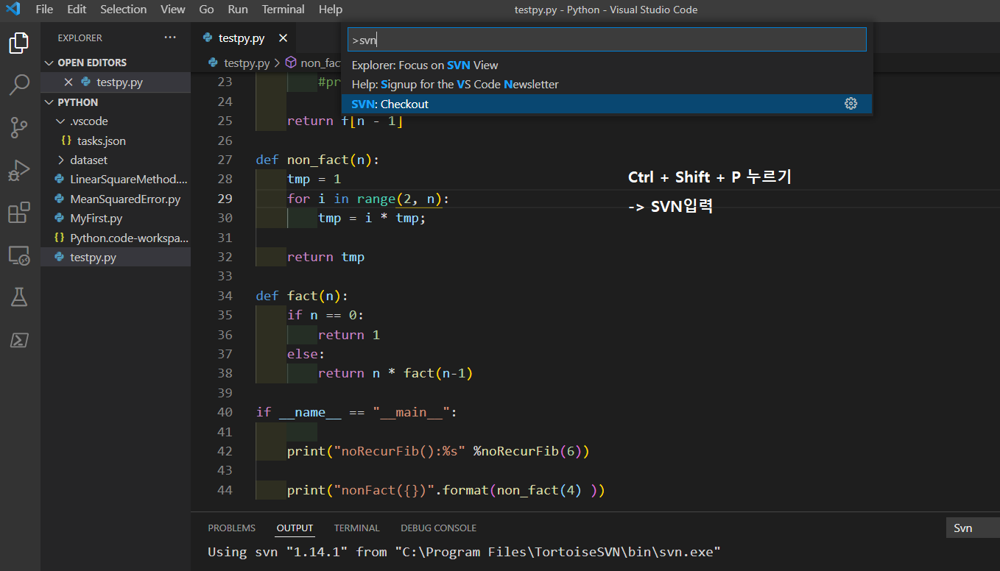 File Edit Selection View Go Run Terminal Help
testpy.py - Python - Visual Studio Code
EXPLORER ...
OPEN EDITORS
testpy.py
PYTHON
.vscode
{} tasks.json
dataset
LinearSquareMethod....
MeanSquaredError.py
MyFirst.py
{} Python.code-workspa...
testpy.py
testpy.py
testpy.py > non_fac
>svn
Explorer: Focus on SVN View
Help: Signup for the VS Code Newsletter
SVN: Checkout
23 #pr
24
25 return f[n - 1]
26
27 def non_fact(n):
28 tmp = 1
29 for i in range(2, n):
30 tmp = i * tmp;
31
32 return tmp
33
34 def fact(n):
35 if n == 0:
36 return 1
37 else:
38 return n * fact(n-1)
39
40 if __name__ == "__main__":
41
42 print("noRecurFib():%s" %noRecurFib(6))
43
44 print("nonFact({})".format(non_fact(4) ))
Ctrl + Shift + P 누르기
-> SVN입력
PROBLEMS OUTPUT TERMINAL DEBUG CONSOLE
Svn
Using svn "1.14.1" from "C:\Program Files\TortoiseSVN\bin\svn.exe"